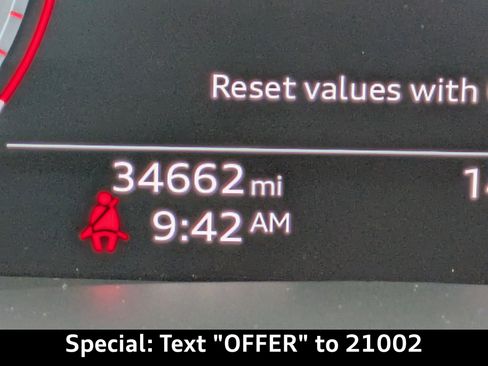 Reset values with
34662 mi
9:42 AM
Special: Text "OFFER" to 21002